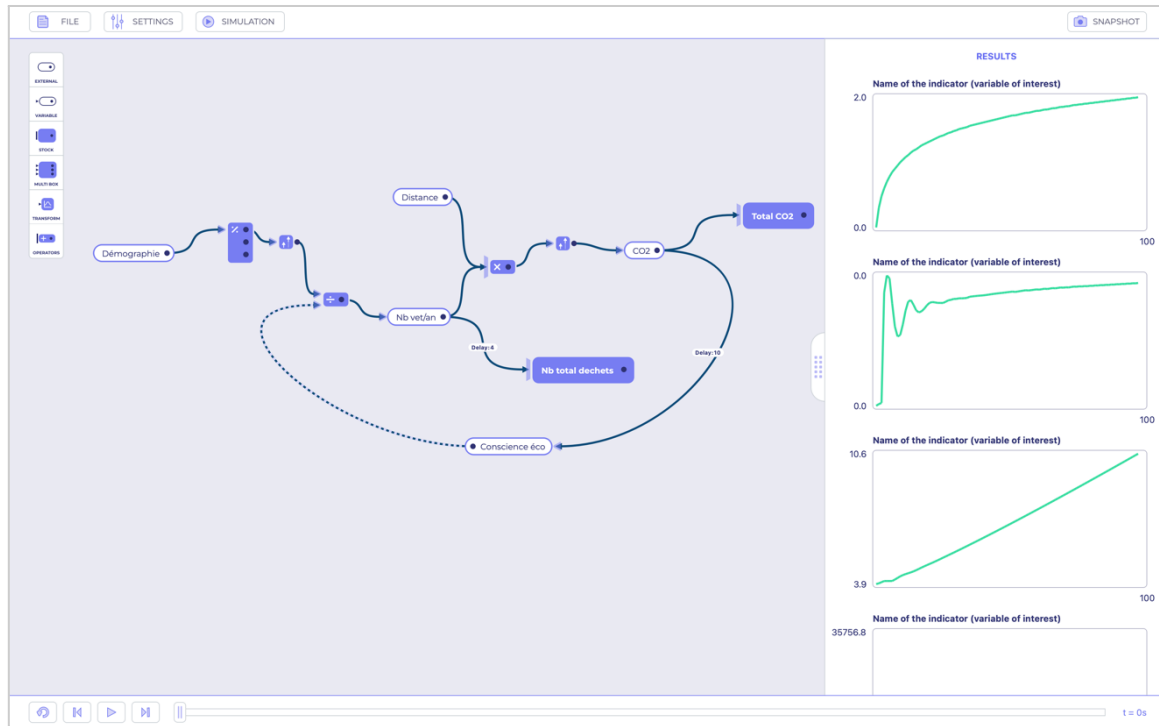 FILE
SETTINGS
SIMULATION
SNAPSHOT
EXTERNAL
VARIABLE
STOCK
MULTI BOX
TRANSFORM
OPERATORS
Distance
Démographie
Total CO2
CO2
Nb vet/an
Delay: 4
Delay: 10
Nb total dechets
Conscience éco
RESULTS
Name of the indicator (variable of interest)
2.0
0.0
100
Name of the indicator (variable of interest)
0.0
0.0
100
Name of the indicator (variable of interest)
10.6
3.9
100
Name of the indicator (variable of interest)
35756.8
t = 0s